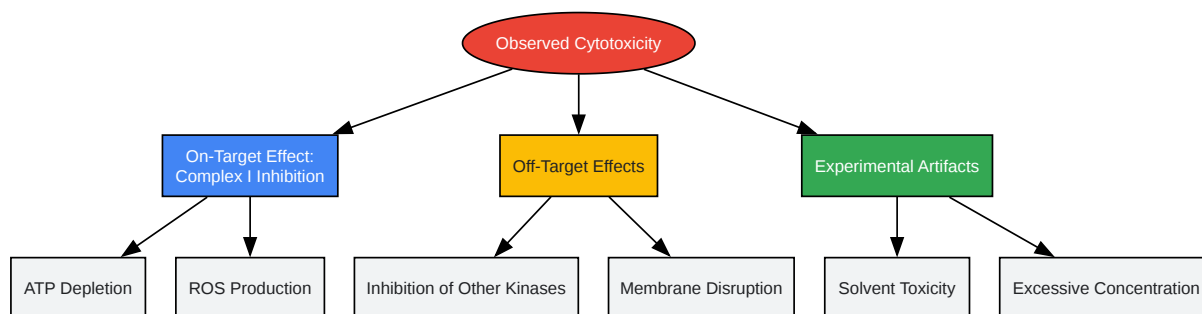 Observed Cytotoxicity
On-Target Effect:
Complex I Inhibition
Off-Target Effects
Experimental Artifacts
ATP Depletion
ROS Production
Inhibition of Other Kinases
Membrane Disruption
Solvent Toxicity
Excessive Concentration